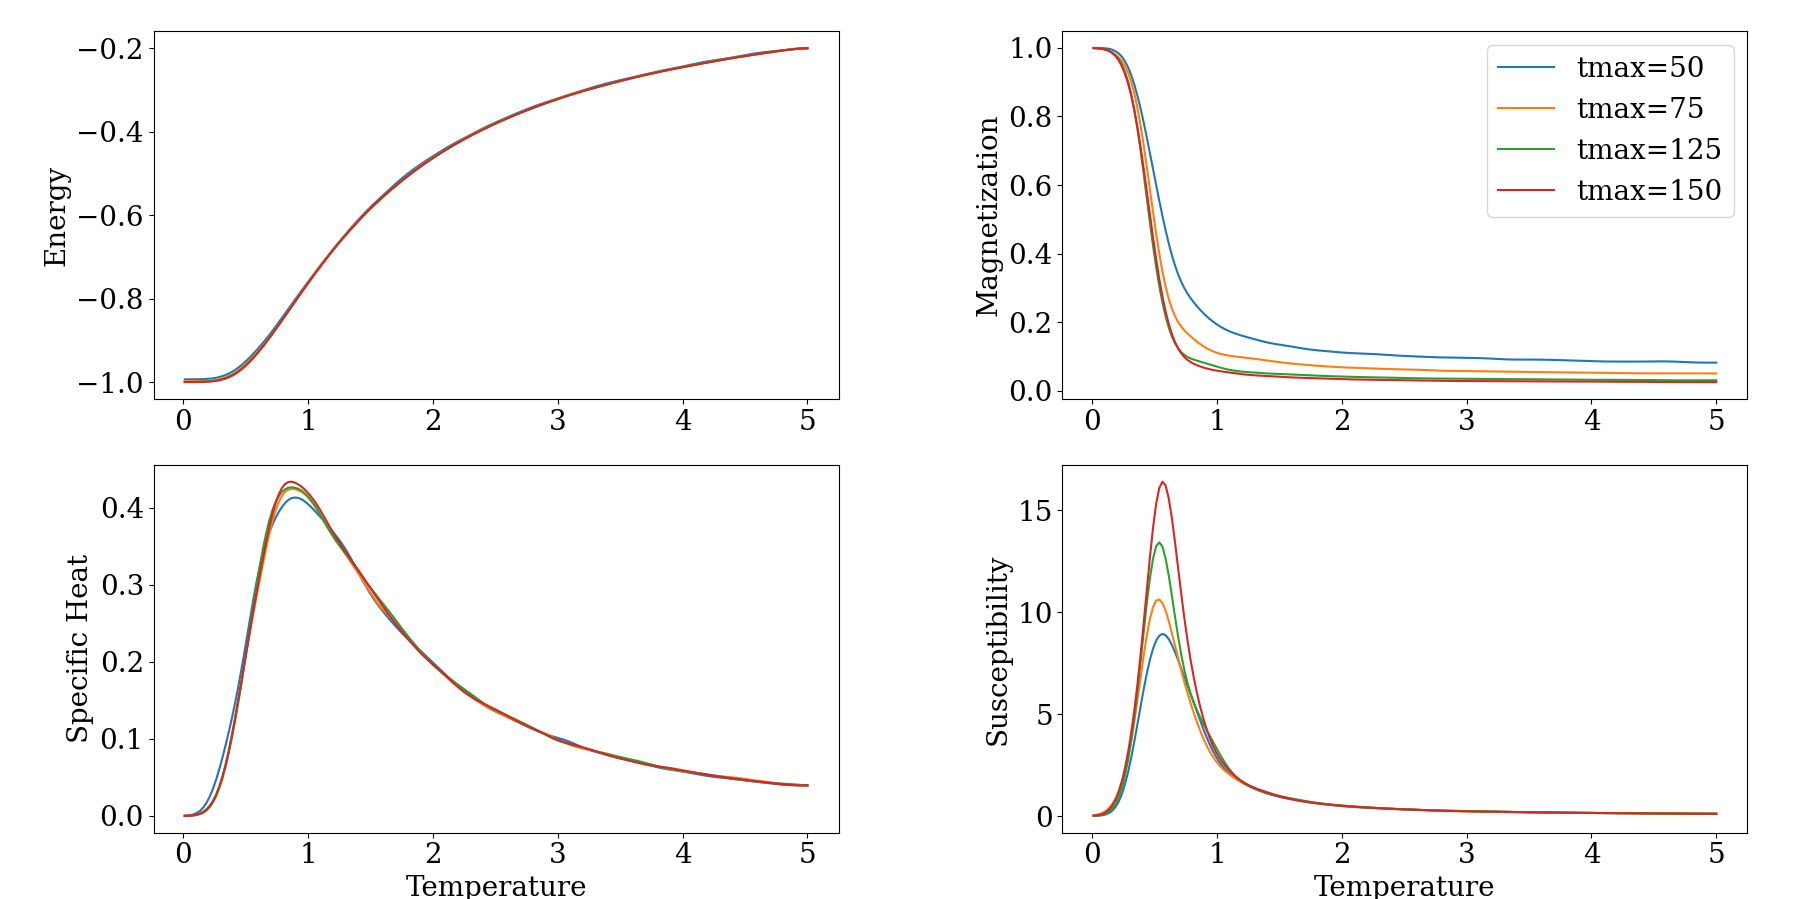 Energy
−0.2
−0.4
−0.6
−0.8
−1.0
0 1 2 3 4 5
Magnetization
1.0
0.8
0.6
0.4
0.2
0.0
0 1 2 3 4 5
tmax=50
tmax=75
tmax=125
tmax=150
Specific Heat
0.4
0.3
0.2
0.1
0.0
0 1 2 3 4 5
Temperature
Susceptibility
15
10
5
0
0 1 2 3 4 5
Temperature